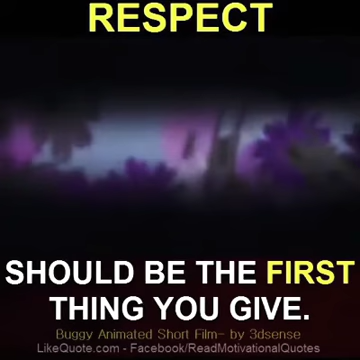 RESPECT
SHOULD BE THE FIRST
THING YOU GIVE.
Buggy Animated Short Film- by 3dsense
LikeQuote.com - Facebook/ReadMotivationalQuotes